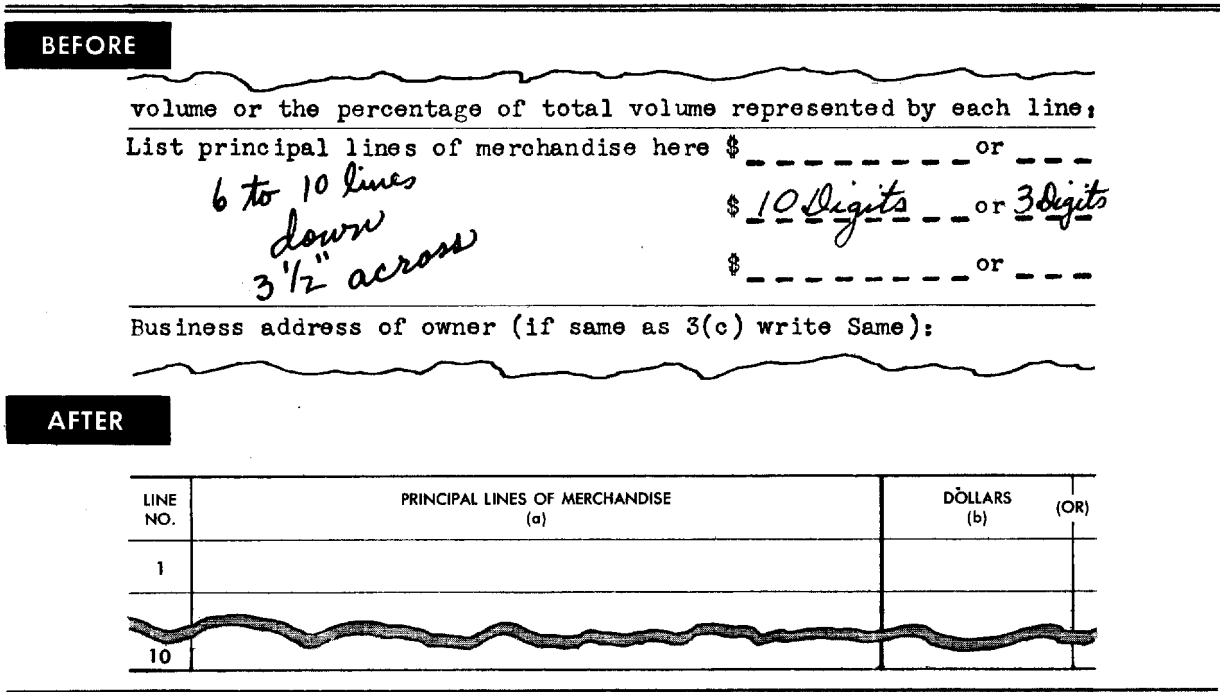 BEFORE
volume or the percentage of total volume represented by each line:
List principal lines of merchandise here $ _ _ _ _ _ _ _ _ _ _ or _ _ _
6 to 10 lines
down
3 1/2" across
$ 10 Digits or 3 Digits
$ _ _ _ _ _ _ _ _ _ _ or _ _ _
Business address of owner (if same as 3(c) write Same):
AFTER
LINE NO.
PRINCIPAL LINES OF MERCHANDISE
(a)
DOLLARS
(b)
(OR)
1
10